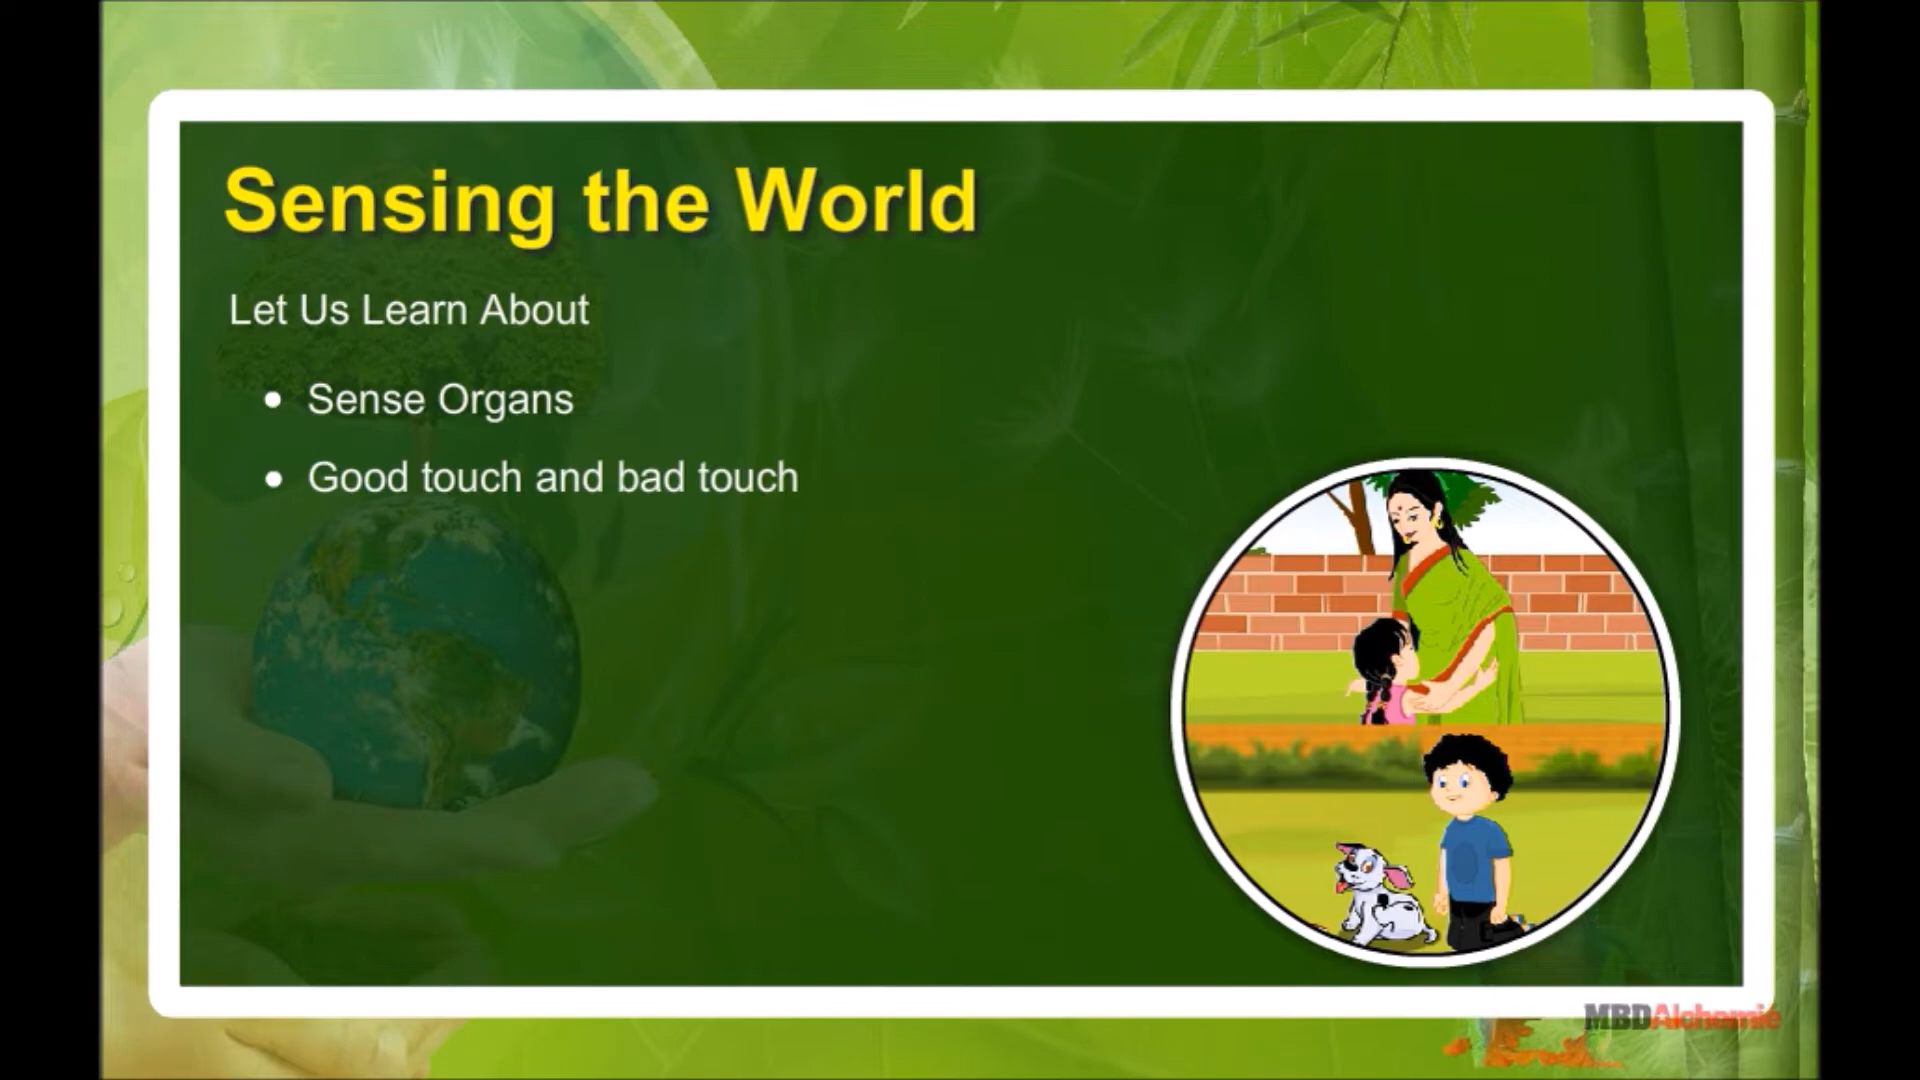 Sensing the World
Let Us Learn About
• Sense Organs
• Good touch and bad touch
MBDAlchemie